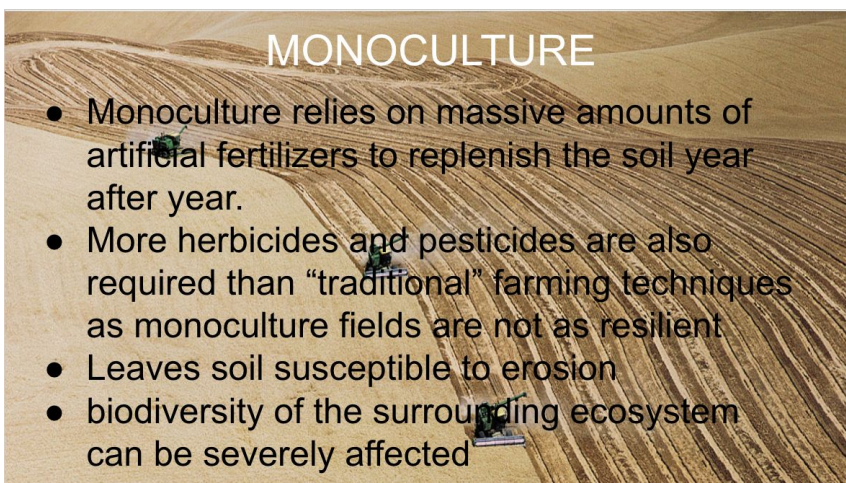 MONOCULTURE
● Monoculture relies on massive amounts of
artificial fertilizers to replenish the soil year
after year.
● More herbicides and pesticides are also
required than “traditional” farming techniques
as monoculture fields are not as resilient
● Leaves soil susceptible to erosion
● biodiversity of the surrounding ecosystem
can be severely affected